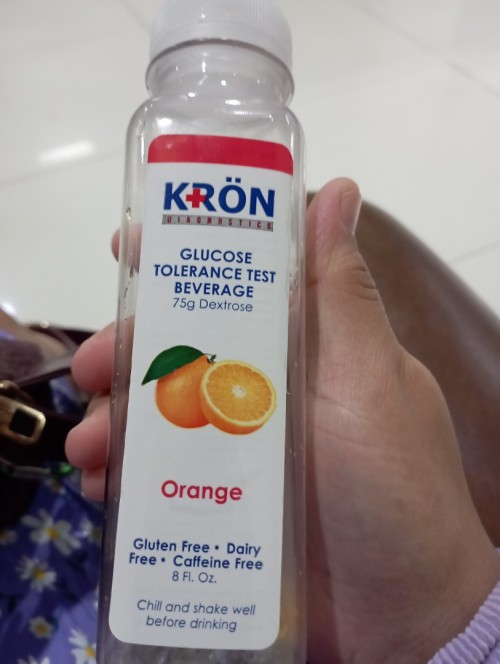 KRÖN
DIAGNOSTICS
GLUCOSE
TOLERANCE TEST
BEVERAGE
75g Dextrose
Orange
Gluten Free • Dairy
Free • Caffeine Free
8 Fl. Oz.
Chill and shake well
before drinking